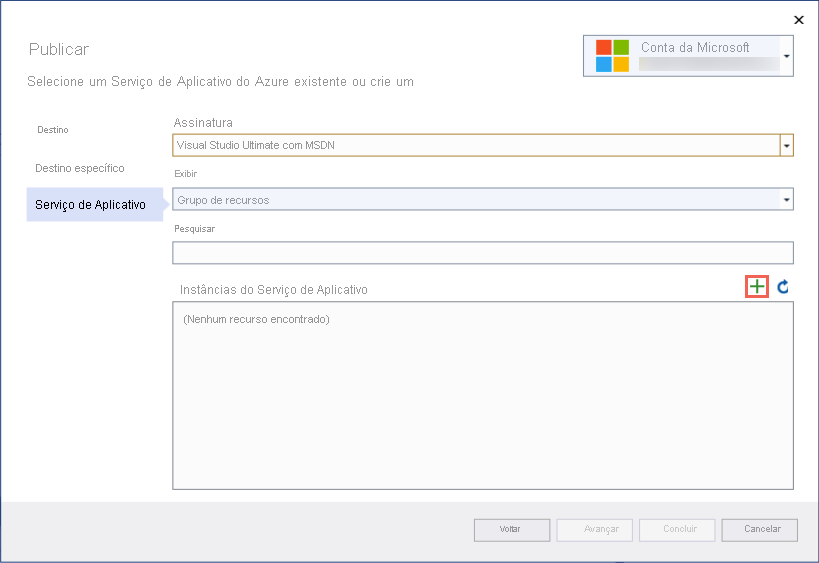 Publicar
Conta da Microsoft
Selecione um Serviço de Aplicativo do Azure existente ou crie um
Destino
Destino específico
Serviço de Aplicativo
Assinatura
Visual Studio Ultimate com MSDN
Exibir
Grupo de recursos
Pesquisar
Instâncias do Serviço de Aplicativo
(Nenhum recurso encontrado)
Voltar
Avançar
Concluir
Cancelar